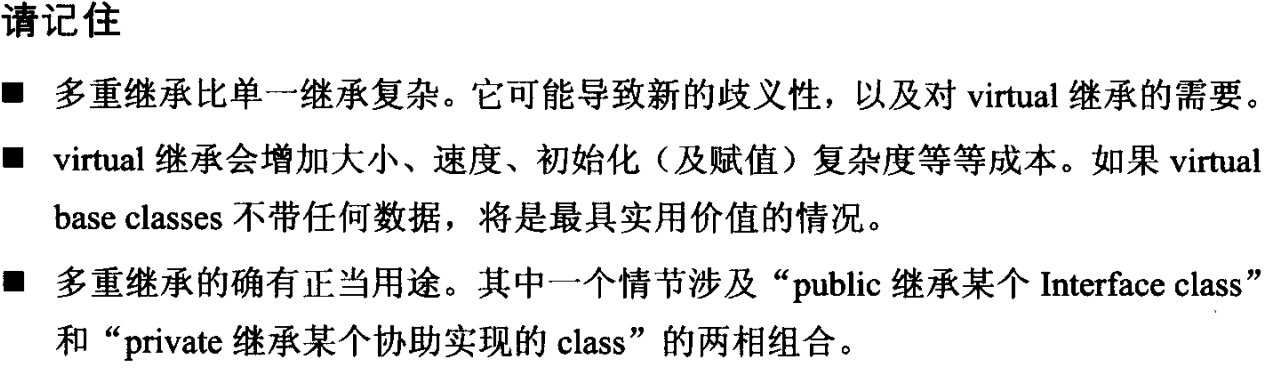 请记住
■ 多重继承比单一继承复杂。它可能导致新的歧义性，以及对 virtual 继承的需要。
■ virtual 继承会增加大小、速度、初始化（及赋值）复杂度等等成本。如果 virtual
base classes 不带任何数据，将是最具实用价值的情况。
■ 多重继承的确有正当用途。其中一个情节涉及“public 继承某个 Interface class”
和“private 继承某个协助实现的 class”的两相组合。